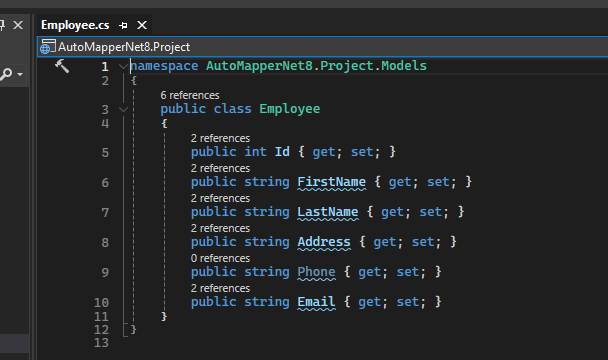 Employee.cs
AutoMapperNet8.Project
1 namespace AutoMapperNet8.Project.Models
2 {
6 references
3 public class Employee
4 {
2 references
5 public int Id { get; set; }
2 references
6 public string FirstName { get; set; }
2 references
7 public string LastName { get; set; }
2 references
8 public string Address { get; set; }
0 references
9 public string Phone { get; set; }
2 references
10 public string Email { get; set; }
11 }
12 }
13